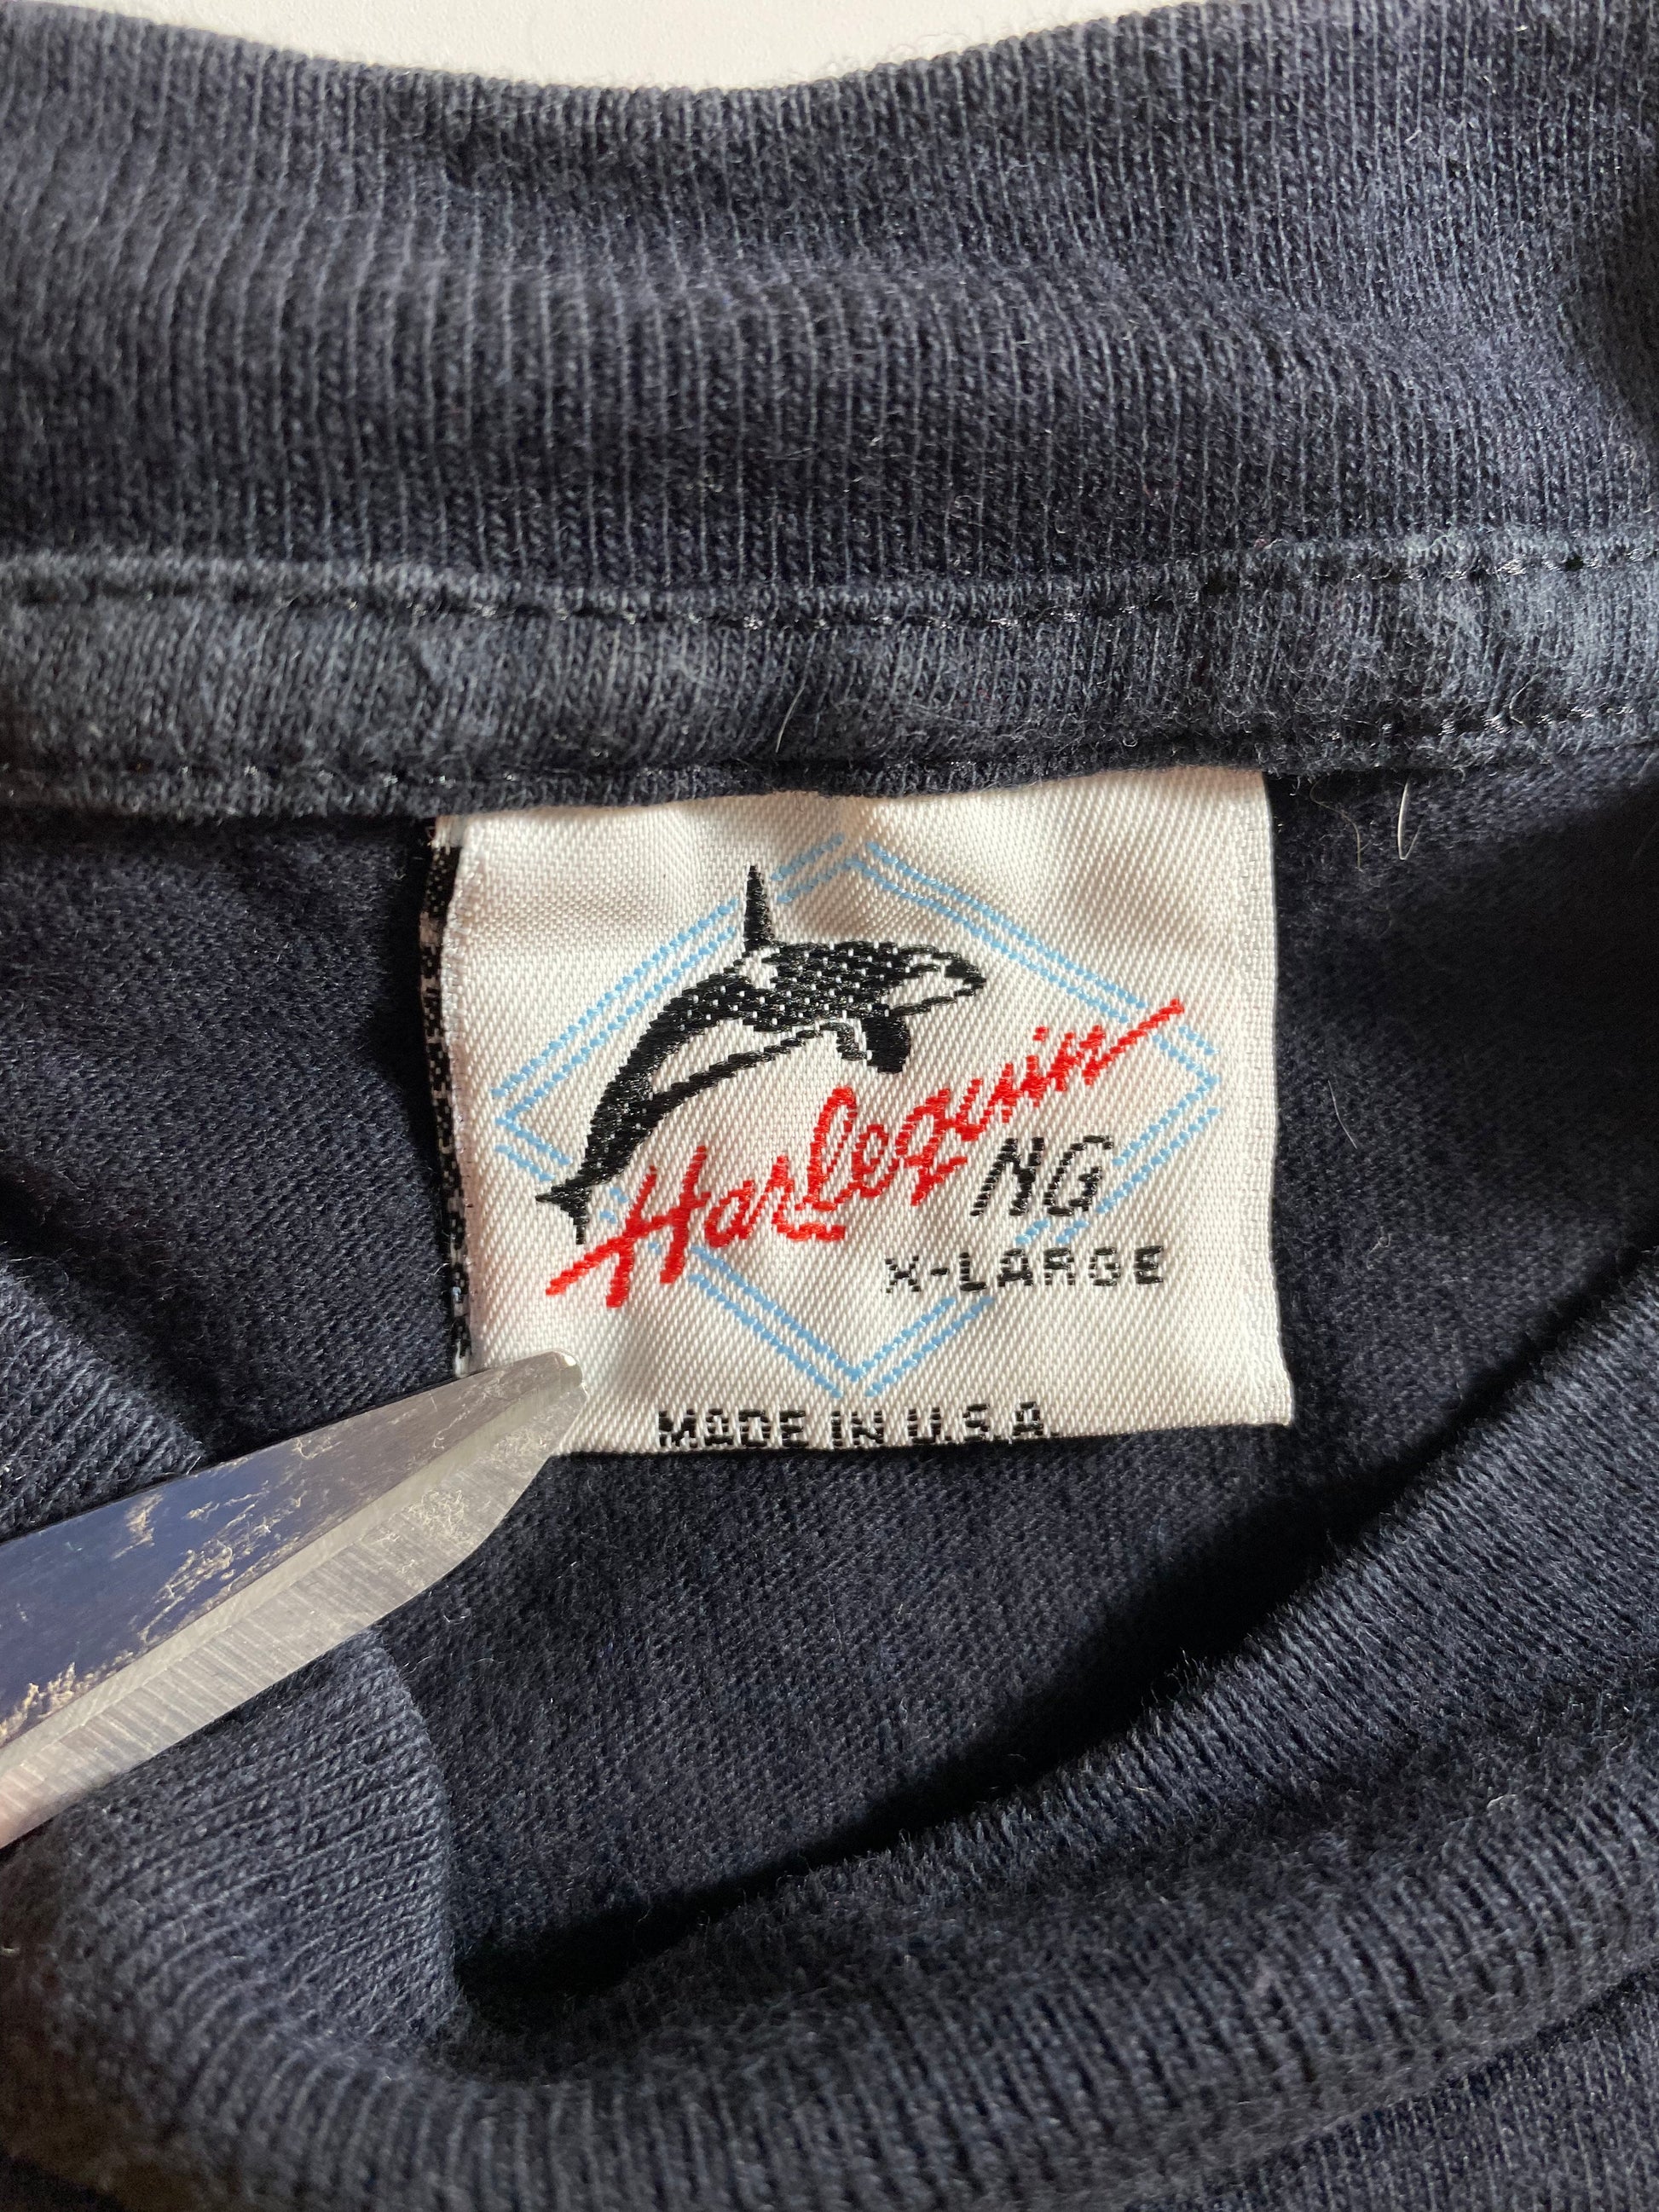 Harlequin
NG
X-LARGE
MADE IN U.S.A.